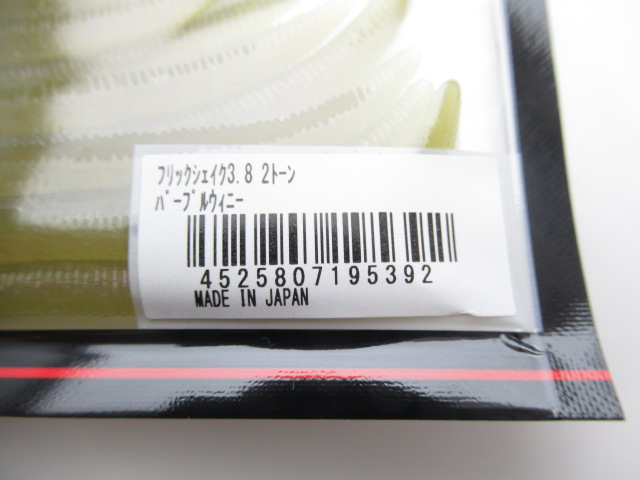 ﾌﾘｯｸｼｪｲｸ3.8 2ﾄｰﾝ
ﾊﾟｰﾌﾟﾙｳｨﾆｰ
4525807195392
MADE IN JAPAN